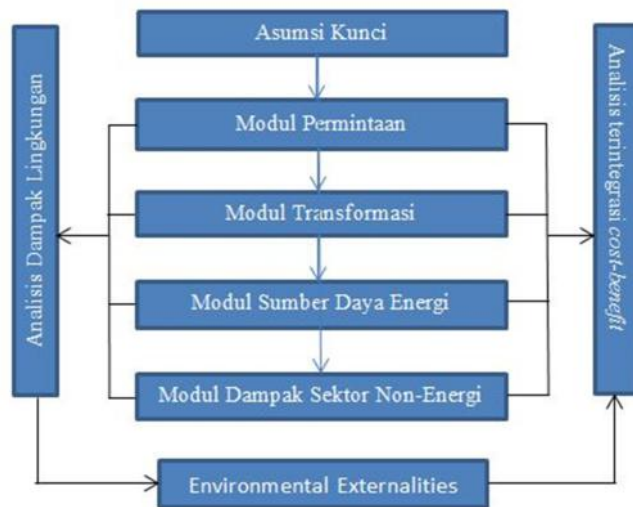 Asumsi Kunci
Analisis Dampak Lingkungan
Modul Permintaan
Modul Transformasi
Modul Sumber Daya Energi
Modul Dampak Sektor Non-Energi
Analisis terintegrasi cost-benefit
Environmental Externalities